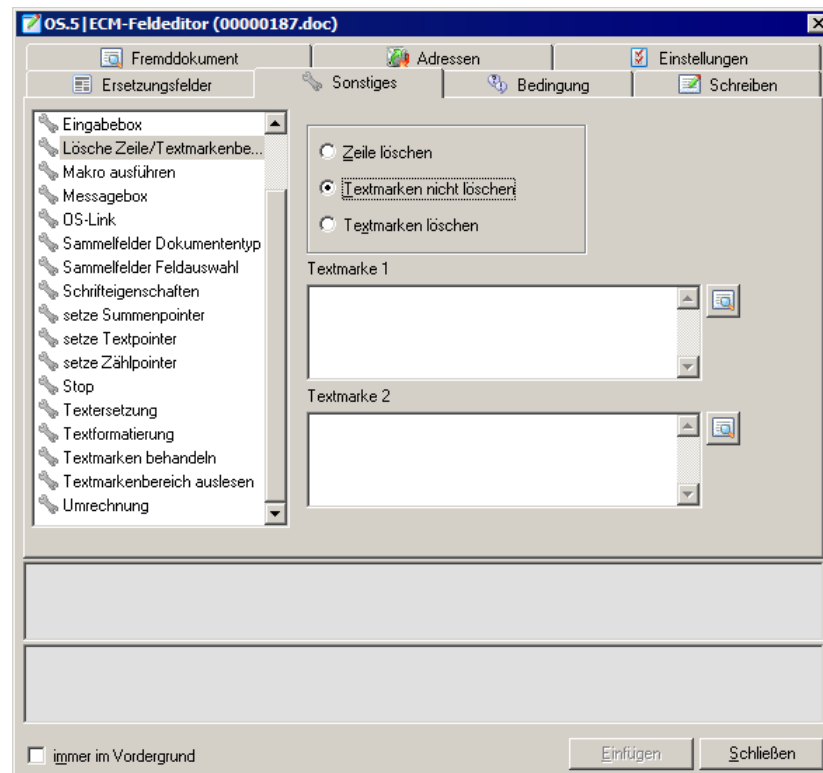 OS.5|ECM-Feldeditor (00000187.doc)
Fremddokument Adressen Einstellungen
Ersetzungsfelder Sonstiges Bedingung Schreiben
Eingabebox
Lösche Zeile/Textmarkenbe...
Makro ausführen
Messagebox
OS-Link
Sammelfelder Dokumententyp
Sammelfelder Feldauswahl
Schrifteigenschaften
setze Summenpointer
setze Textpointer
setze Zählpointer
Stop
Textersetzung
Textformatierung
Textmarken behandeln
Textmarkenbereich auslesen
Umrechnung
Zeile löschen
Textmarken nicht löschen
Textmarken löschen
Textmarke 1
Textmarke 2
immer im Vordergrund
Einfügen Schließen